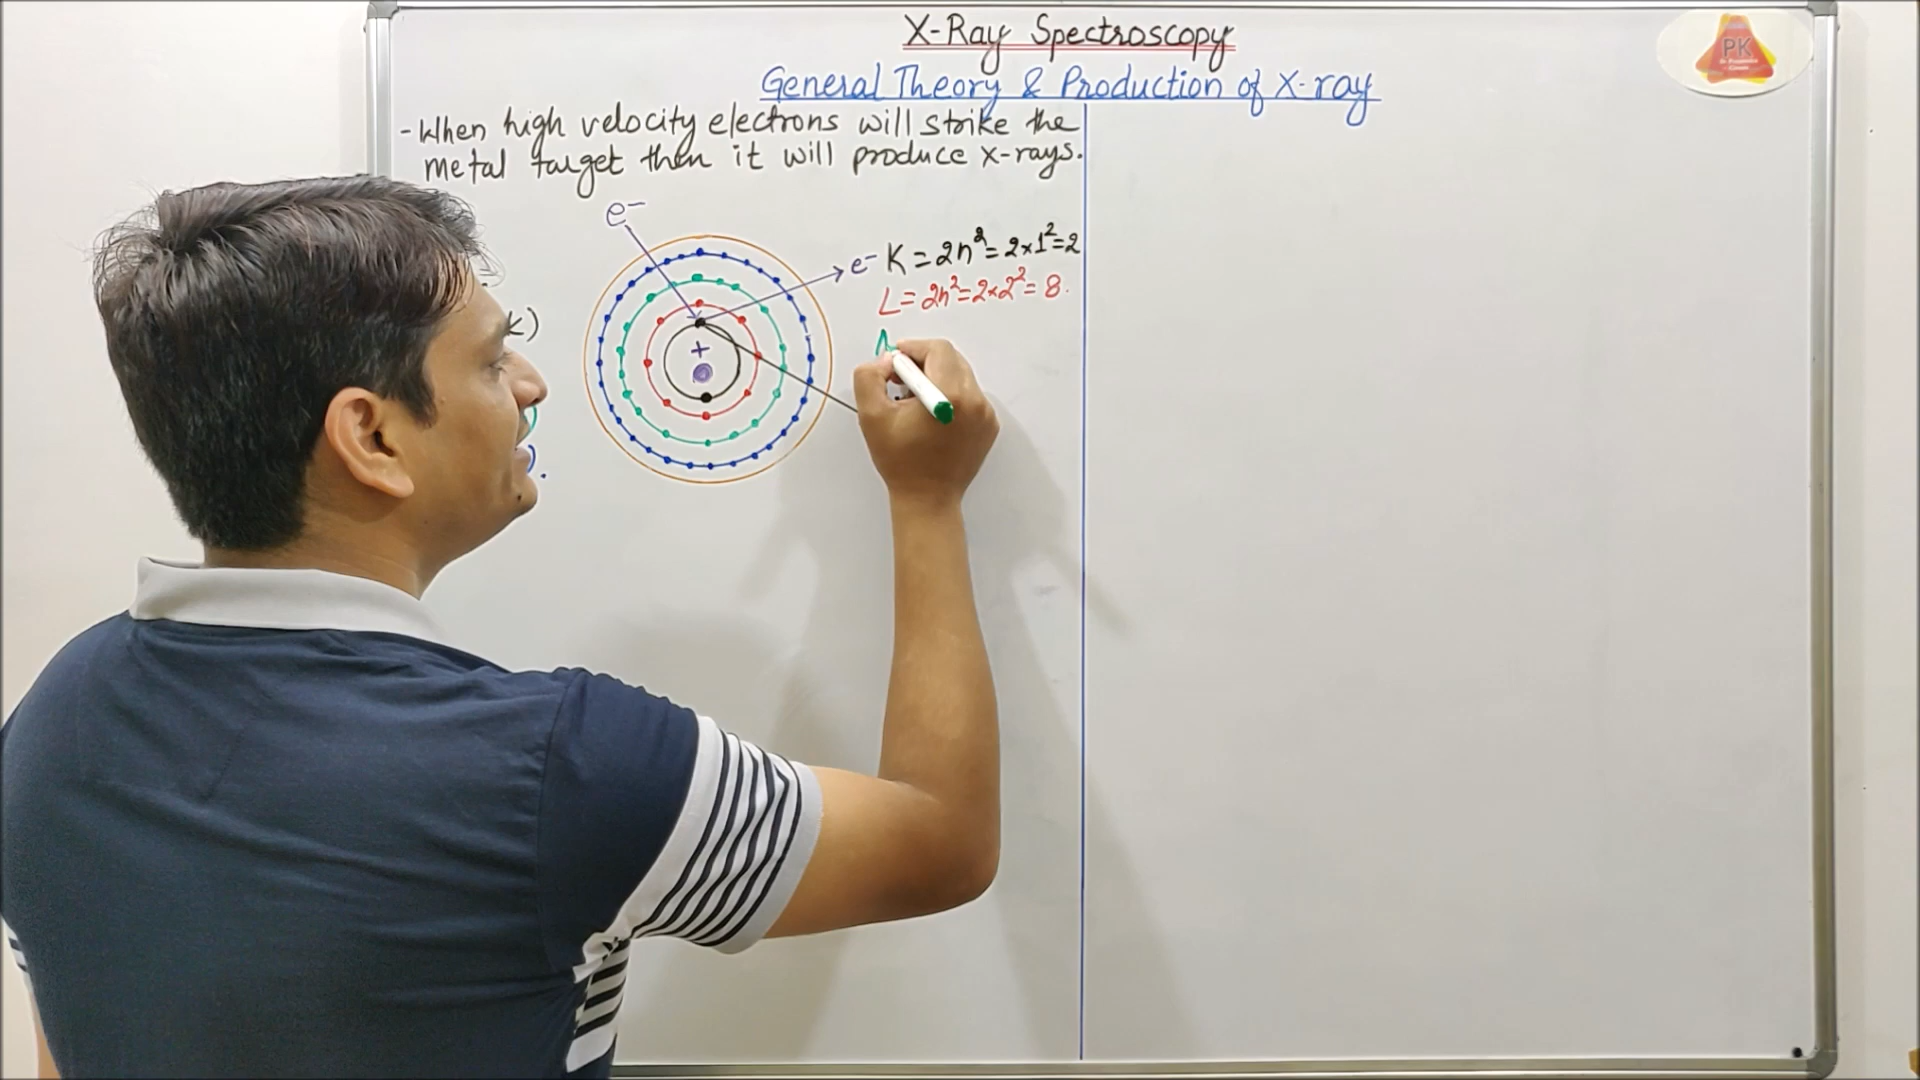 X-Ray Spectroscopy
General Theory & Production of X-ray
PK
- When high velocity electrons will strike the
metal target then it will produce x-rays.
e-
e- K = 2n² = 2×1² = 2
L = 2n² = 2×2² = 8.
k)
+
)
).